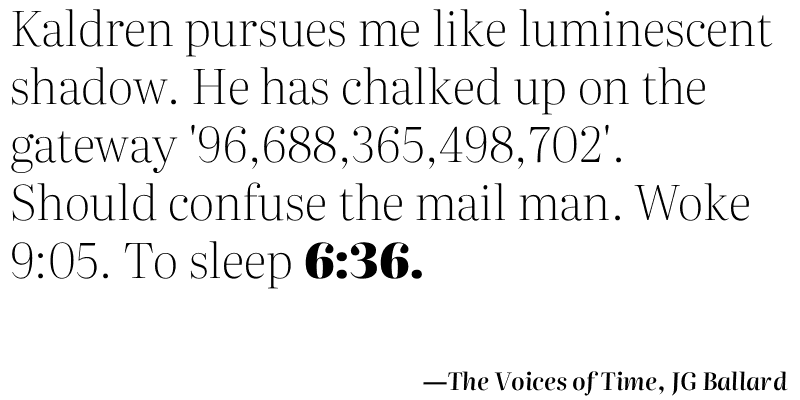 Kaldren pursues me like luminescent
shadow. He has chalked up on the
gateway '96,688,365,498,702'.
Should confuse the mail man. Woke
9:05. To sleep 6:36.
—The Voices of Time, JG Ballard